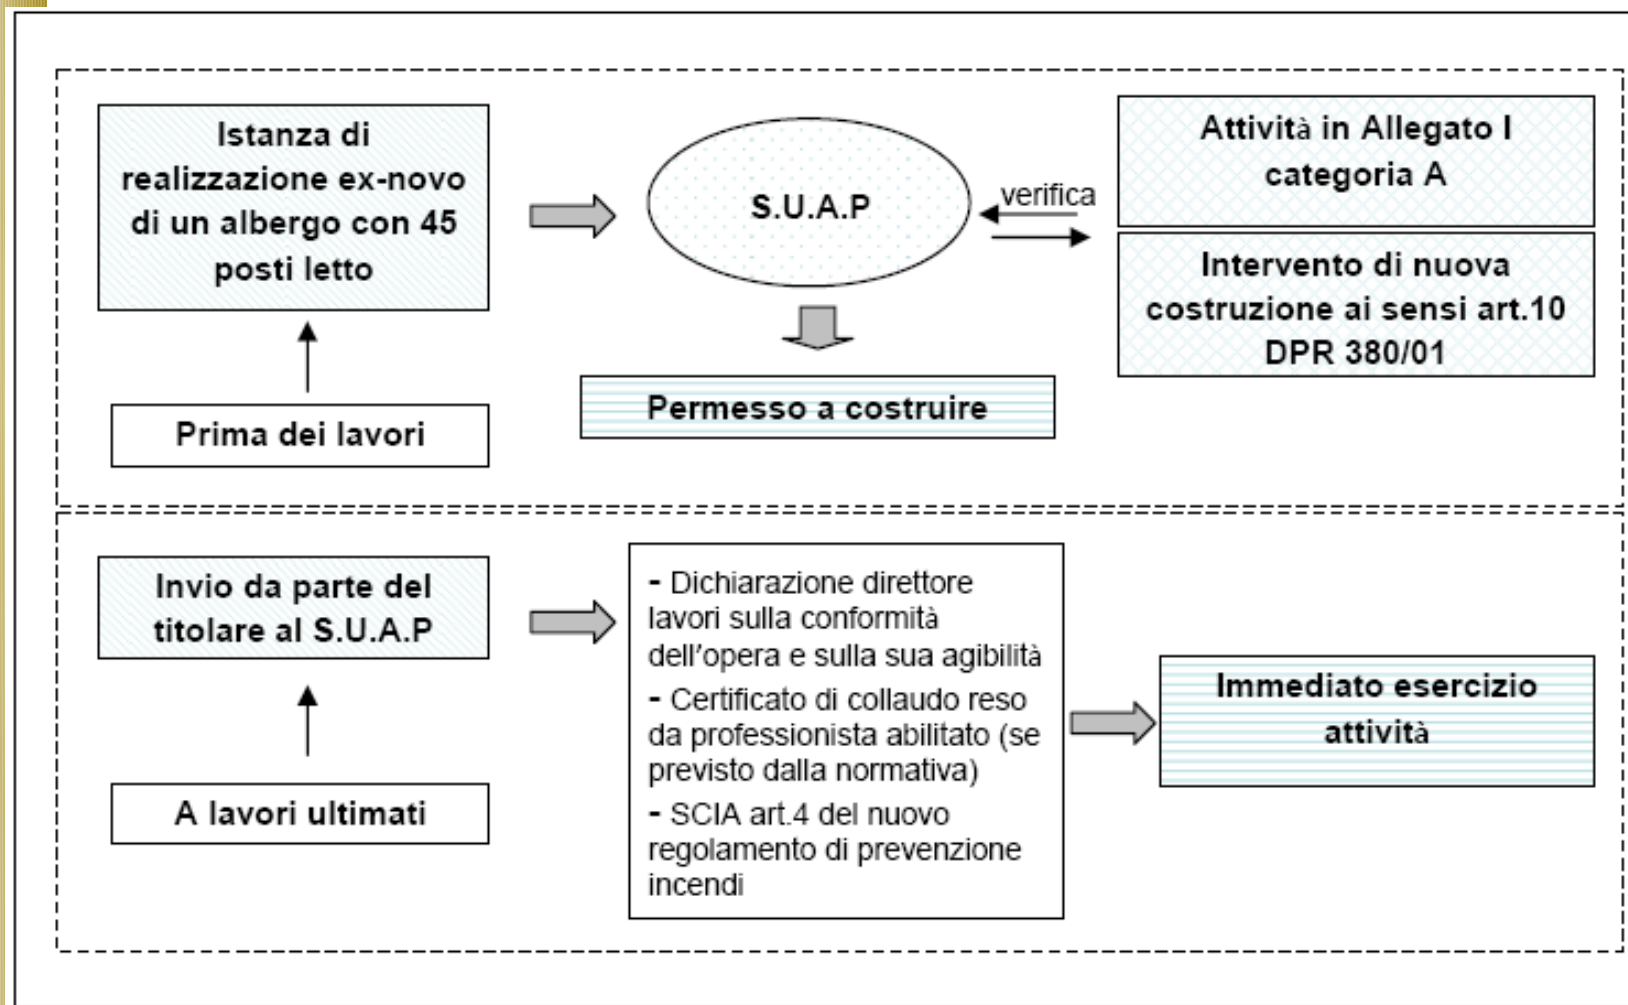 Istanza di
realizzazione ex-novo
di un albergo con 45
posti letto
S.U.A.P
verifica
Attività in Allegato I
categoria A
Intervento di nuova
costruzione ai sensi art.10
DPR 380/01
Permesso a costruire
Prima dei lavori
Invio da parte del
titolare al S.U.A.P
- Dichiarazione direttore
lavori sulla conformità
dell'opera e sulla sua agibilità
- Certificato di collaudo reso
da professionista abilitato (se
previsto dalla normativa)
- SCIA art.4 del nuovo
regolamento di prevenzione
incendi
Immediato esercizio
attività
A lavori ultimati